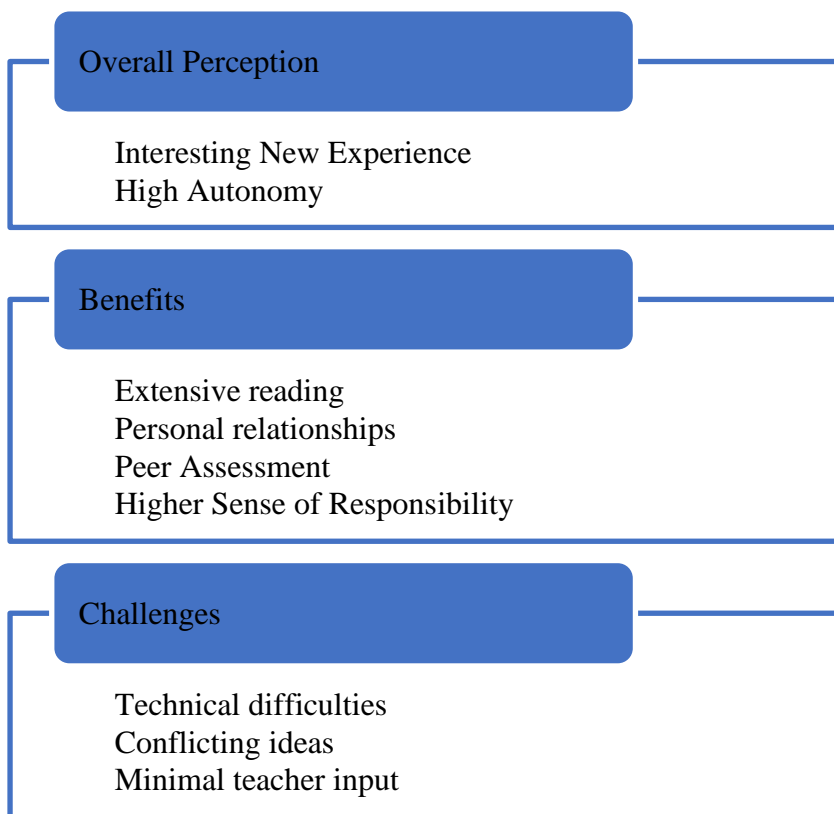 Overall Perception
Interesting New Experience
High Autonomy
Benefits
Extensive reading
Personal relationships
Peer Assessment
Higher Sense of Responsibility
Challenges
Technical difficulties
Conflicting ideas
Minimal teacher input